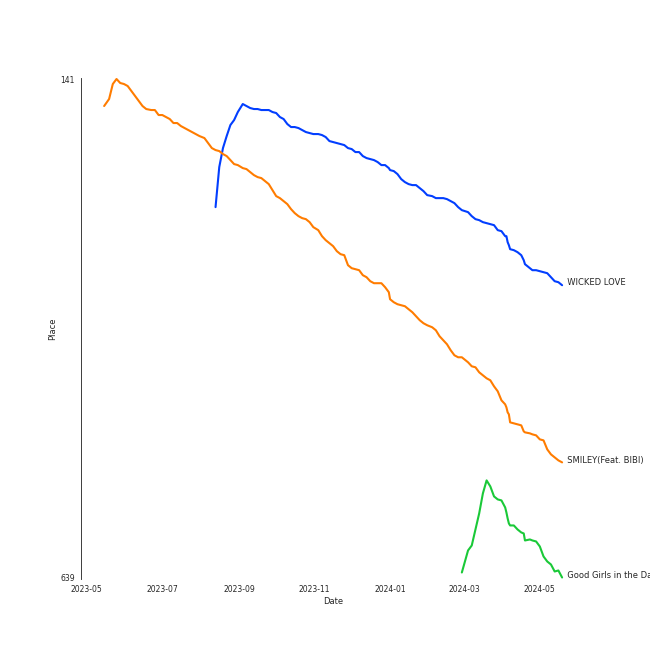 141
WICKED LOVE
Place
SMILEY(Feat. BIBI)
Good Girls in the
639
2023-05 2023-07 2023-09 2023-11 2024-01 2024-03 2024-05
Date